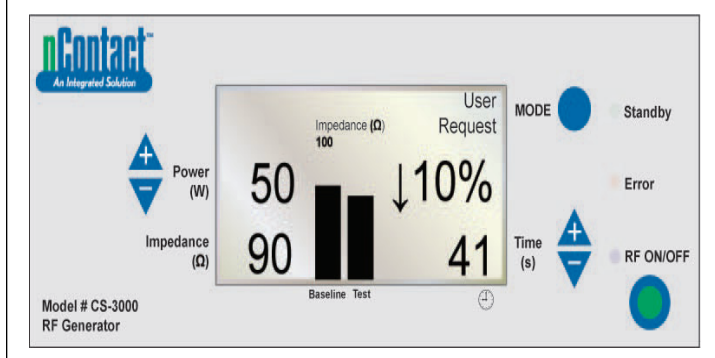 nContact™
An Integrated Solution
User
Request
Impedance (Ω)
100
MODE
Standby
+
Power
(W)
50
↓10%
Error
−
Impedance
(Ω)
90
41
Time
(s)
+
−
RF ON/OFF
Baseline Test
Model # CS-3000
RF Generator